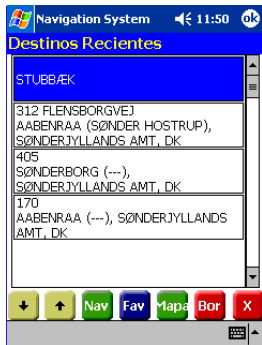 Navigation System 11:50 ok
Destinos Recientes
STUBBÆK
312 FLENSBORGVEJ
AABENRAA (SØNDER HOSTRUP),
SØNDERJYLLANDS AMT, DK
405
SØNDERBORG (---),
SØNDERJYLLANDS AMT, DK
170
AABENRAA (---), SØNDERJYLLANDS
AMT, DK
Nav Fav Mapa Bor X